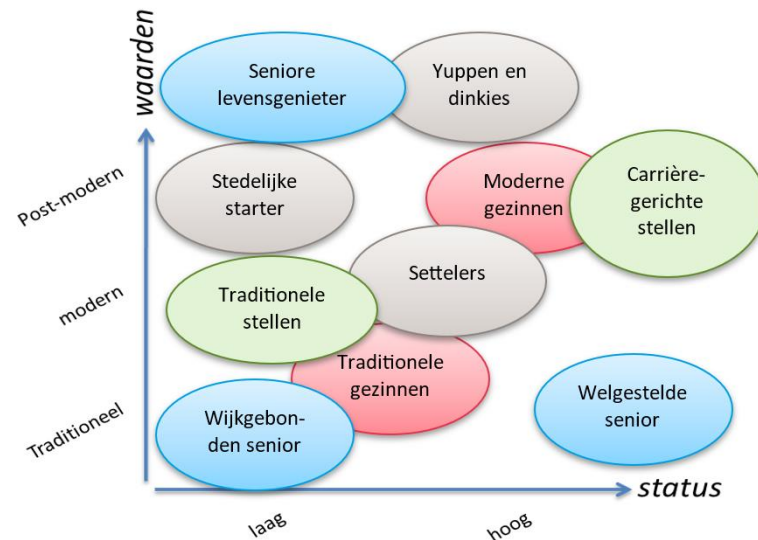 waarden
Seniore
levensgenieter
Yuppen en
dinkies
Post-modern
Stedelijke
starter
Moderne
gezinnen
Carrière-
gerichte
stellen
modern
Traditionele
stellen
Settelers
Traditioneel
Traditionele
gezinnen
Wijkgebon-
den senior
Welgestelde
senior
status
laag
hoog